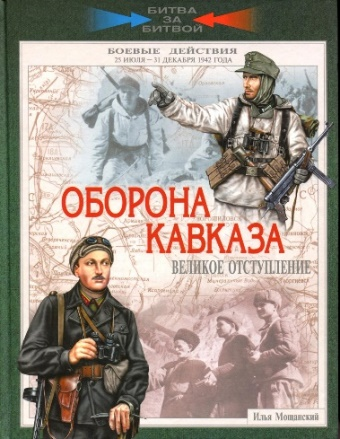 БИТВА
ЗА
БИТВОЙ
БОЕВЫЕ ДЕЙСТВИЯ
25 ИЮЛЯ – 31 ДЕКАБРЯ 1942 ГОДА
ОБОРОНА
КАВКАЗА
ВЕЛИКОЕ ОТСТУПЛЕНИЕ
Илья Мощанский